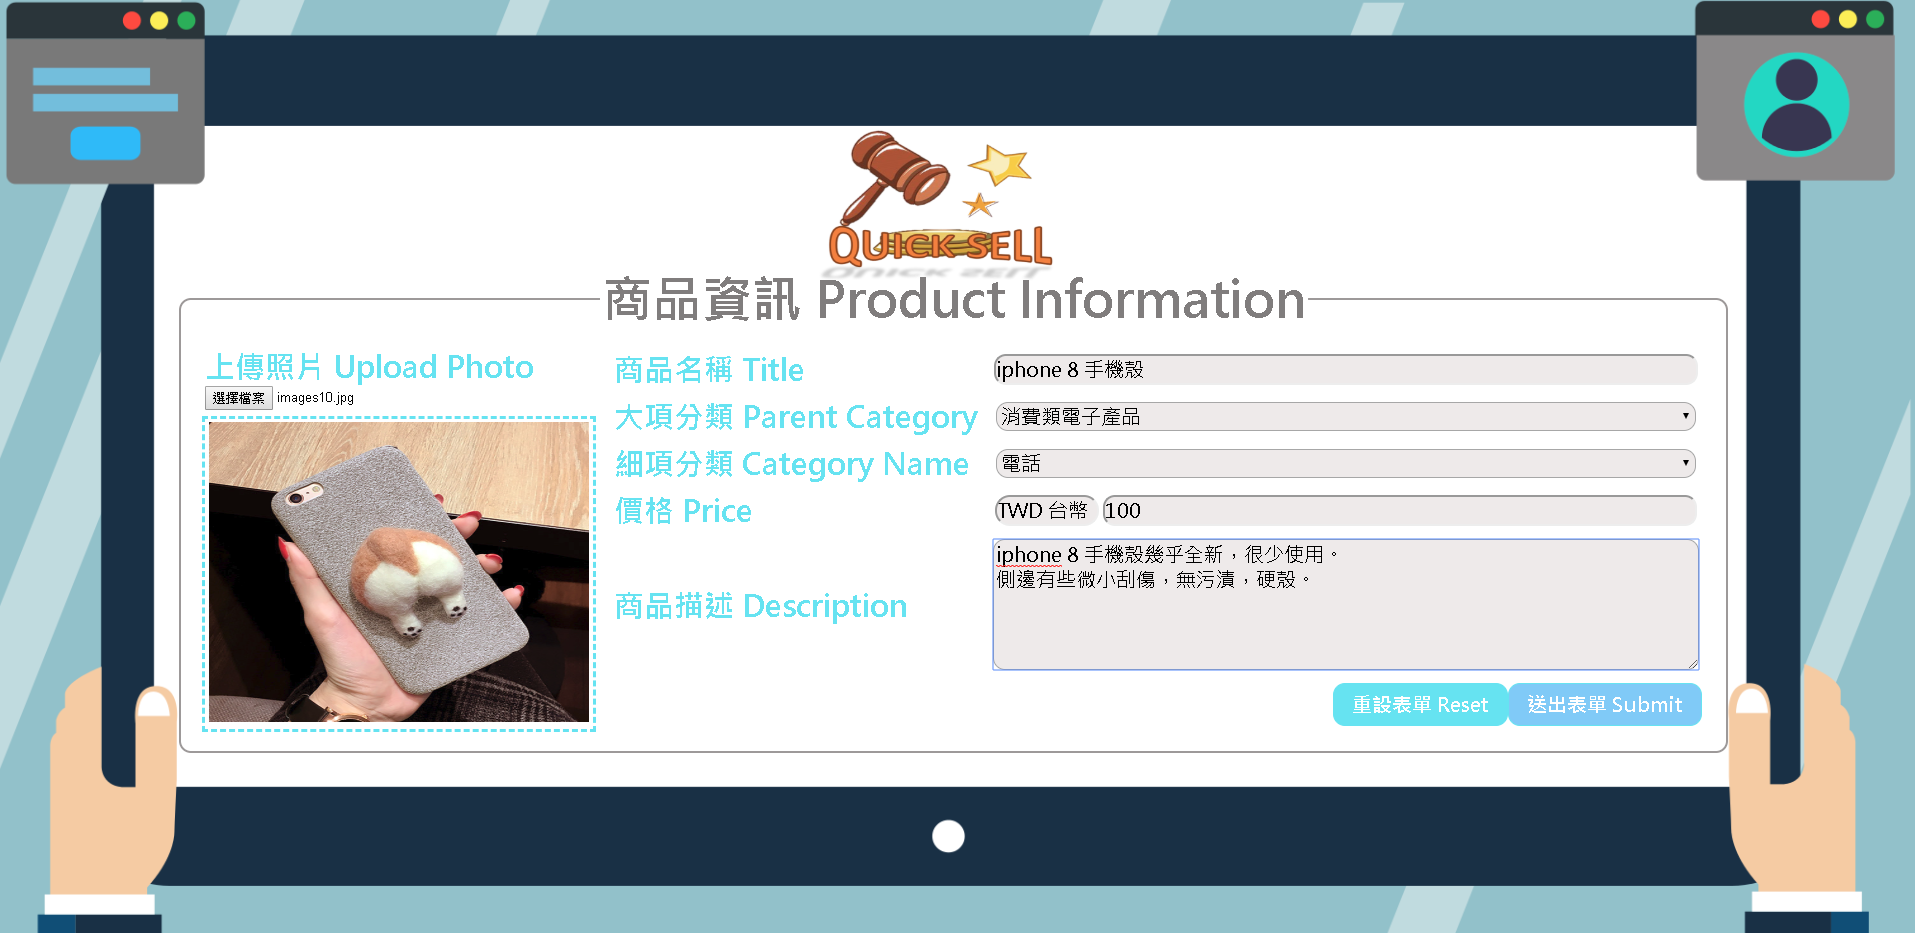 QUICK SELL
商品資訊 Product Information
上傳照片 Upload Photo
選擇檔案 images10.jpg
商品名稱 Title
iphone 8 手機殼
大項分類 Parent Category
消費類電子產品
細項分類 Category Name
電話
價格 Price
TWD 台幣 100
商品描述 Description
iphone 8 手機殼幾乎全新，很少使用。
側邊有些微小刮傷，無污漬，硬殼。
重設表單 Reset 送出表單 Submit